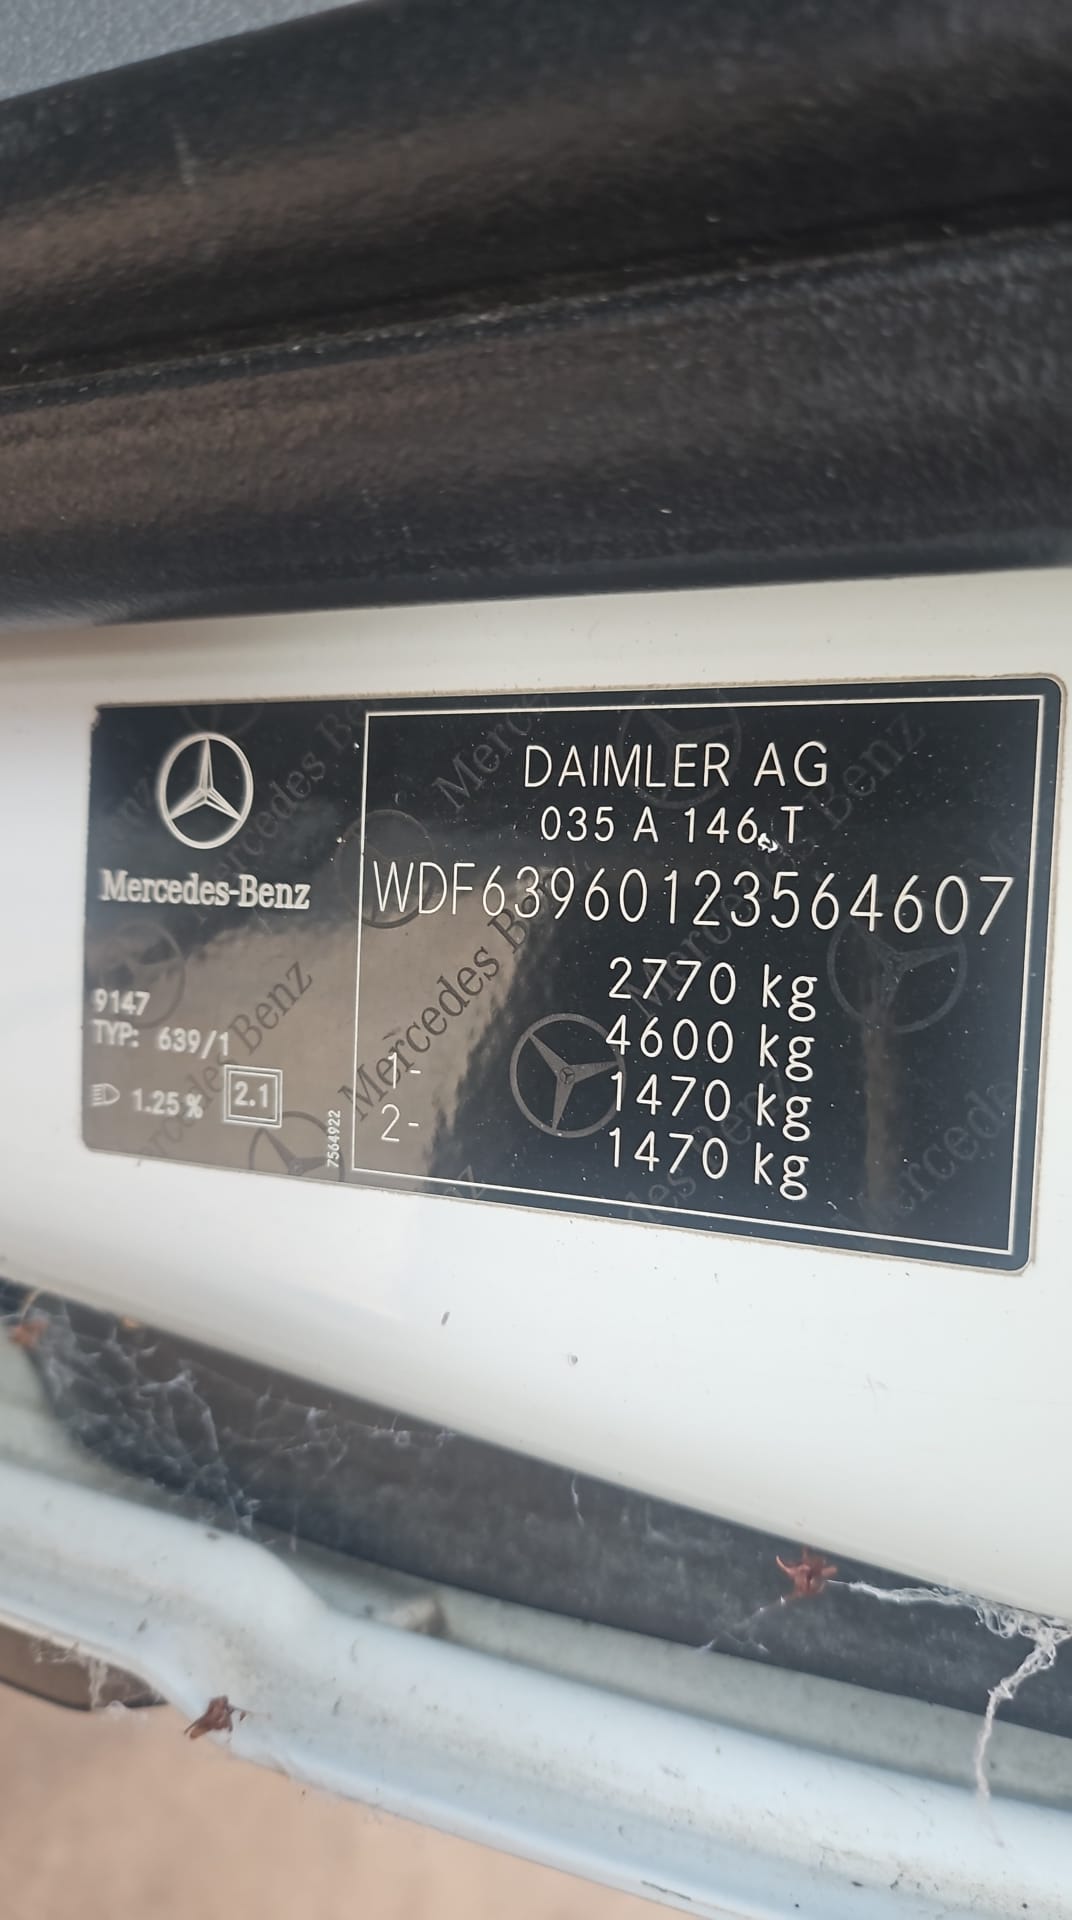 Mercedes-Benz
9147
TYP: 639/1
1.25 % 2.1
7564922
DAIMLER AG
035 A 146 T
WDF63960123564607
2770 kg
4600 kg
1- 1470 kg
2- 1470 kg